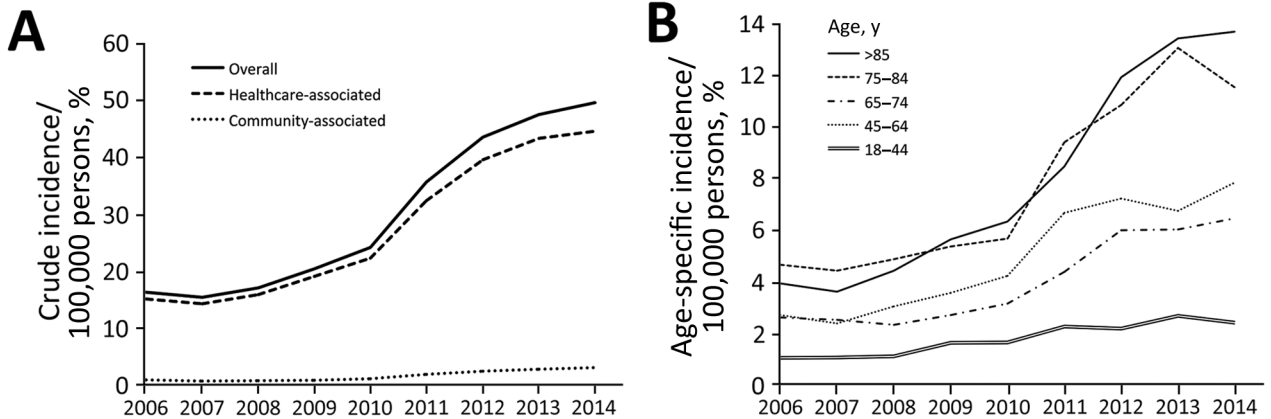 A
Crude incidence/
100,000 persons, %
60
50
40
30
20
10
0
Overall
Healthcare-associated
Community-associated
2006 2007 2008 2009 2010 2011 2012 2013 2014
B
Age-specific incidence/
100,000 persons, %
14
12
10
8
6
4
2
0
Age, y
>85
75–84
65–74
45–64
18–44
2006 2007 2008 2009 2010 2011 2012 2013 2014